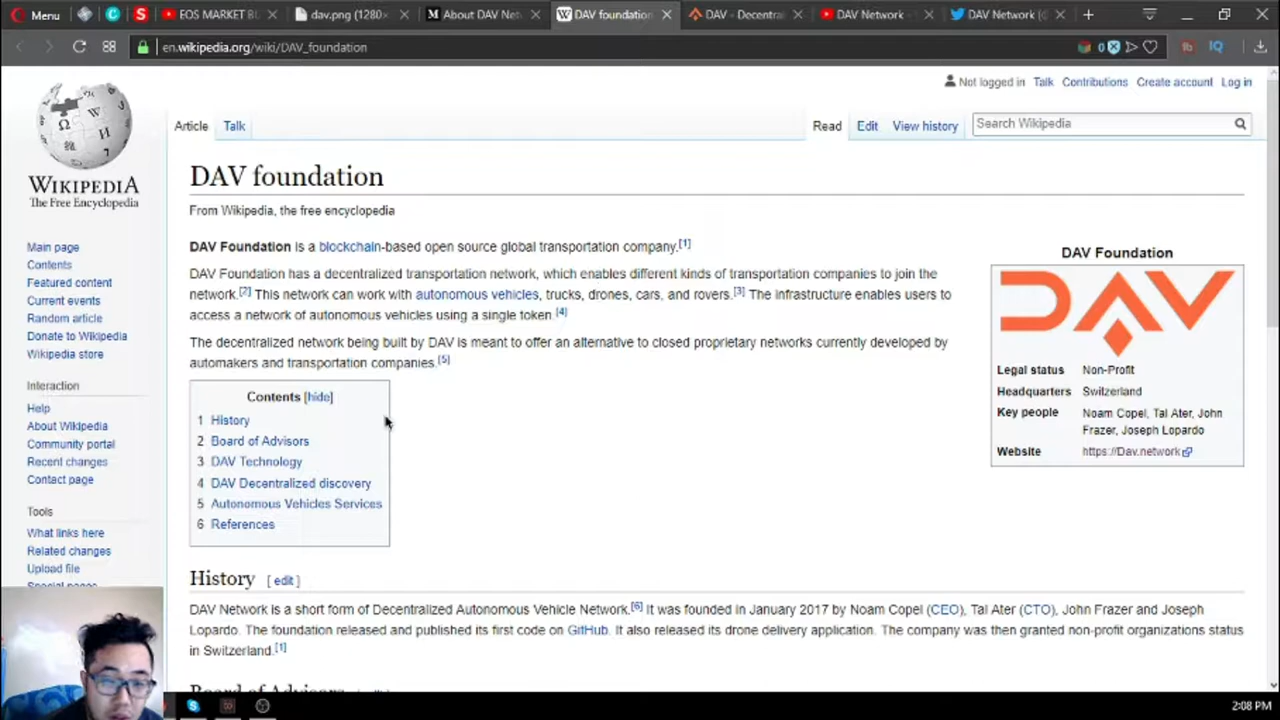 Menu
EOS MARKET BU
dav.png (1280×
About DAV Net
DAV foundation
DAV - Decentra
DAV Network -
DAV Network (@
en.wikipedia.org/wiki/DAV_foundation
0
Not logged in Talk Contributions Create account Log in
Article Talk
Read Edit View history
Search Wikipedia
WIKIPEDIA
The Free Encyclopedia
Main page
Contents
Featured content
Current events
Random article
Donate to Wikipedia
Wikipedia store
Interaction
Help
About Wikipedia
Community portal
Recent changes
Contact page
Tools
What links here
Related changes
Upload file
Special pages
DAV foundation
From Wikipedia, the free encyclopedia
DAV Foundation is a blockchain-based open source global transportation company.[1]
DAV Foundation has a decentralized transportation network, which enables different kinds of transportation companies to join the
network.[2] This network can work with autonomous vehicles, trucks, drones, cars, and rovers.[3] The infrastructure enables users to
access a network of autonomous vehicles using a single token [4]
The decentralized network being built by DAV is meant to offer an alternative to closed proprietary networks currently developed by
automakers and transportation companies.[5]
Contents [hide]
1 History
2 Board of Advisors
3 DAV Technology
4 DAV Decentralized discovery
5 Autonomous Vehicles Services
6 References
DAV Foundation
DAV
Legal status Non-Profit
Headquarters Switzerland
Key people Noam Copel, Tal Ater, John
Frazer, Joseph Lopardo
Website https://Dav.network
History [ edit ]
DAV Network is a short form of Decentralized Autonomous Vehicle Network.[6] It was founded in January 2017 by Noam Copel (CEO), Tal Ater (CTO), John Frazer and Joseph
Lopardo. The foundation released and published its first code on GitHub. It also released its drone delivery application. The company was then granted non-profit organizations status
in Switzerland.[1]
Board of Advisors
2:08 PM